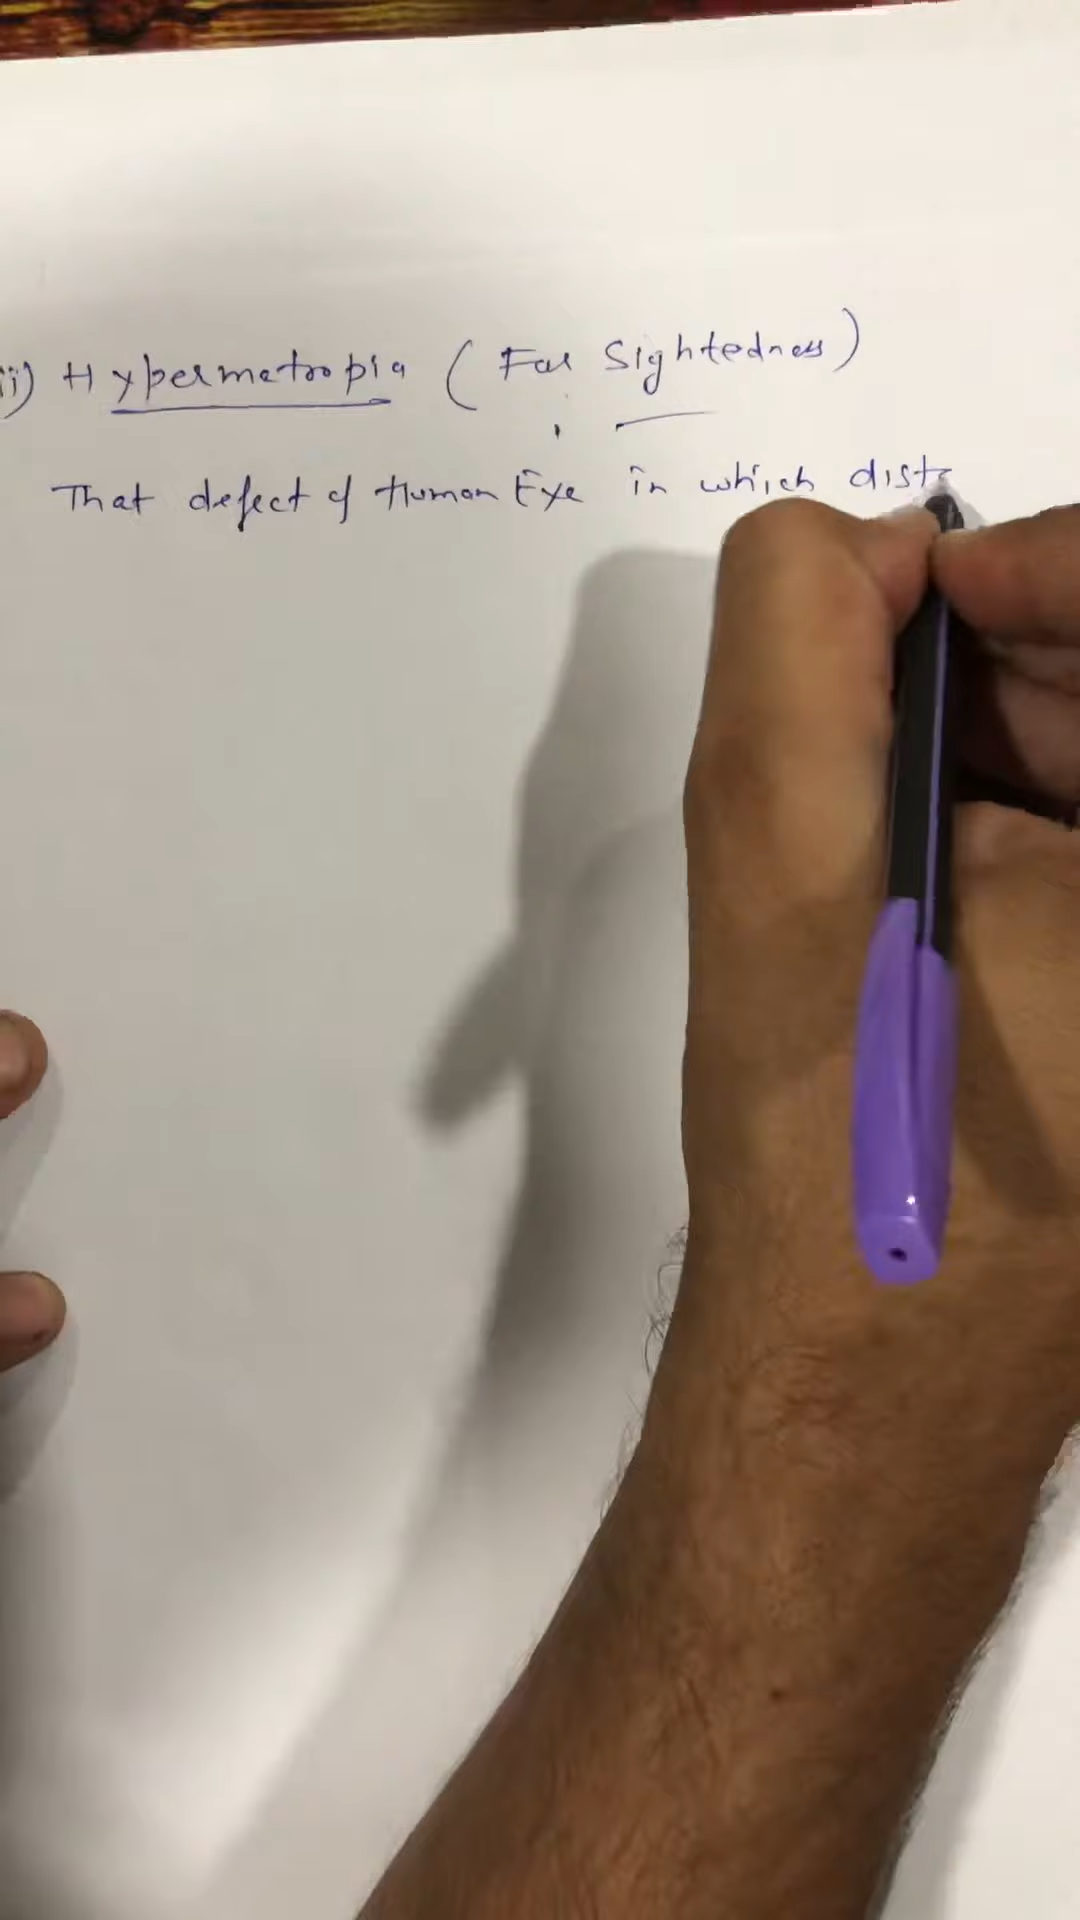 ii) Hypermetropia (Far Sightedness)
That defect of Human Eye in which dist